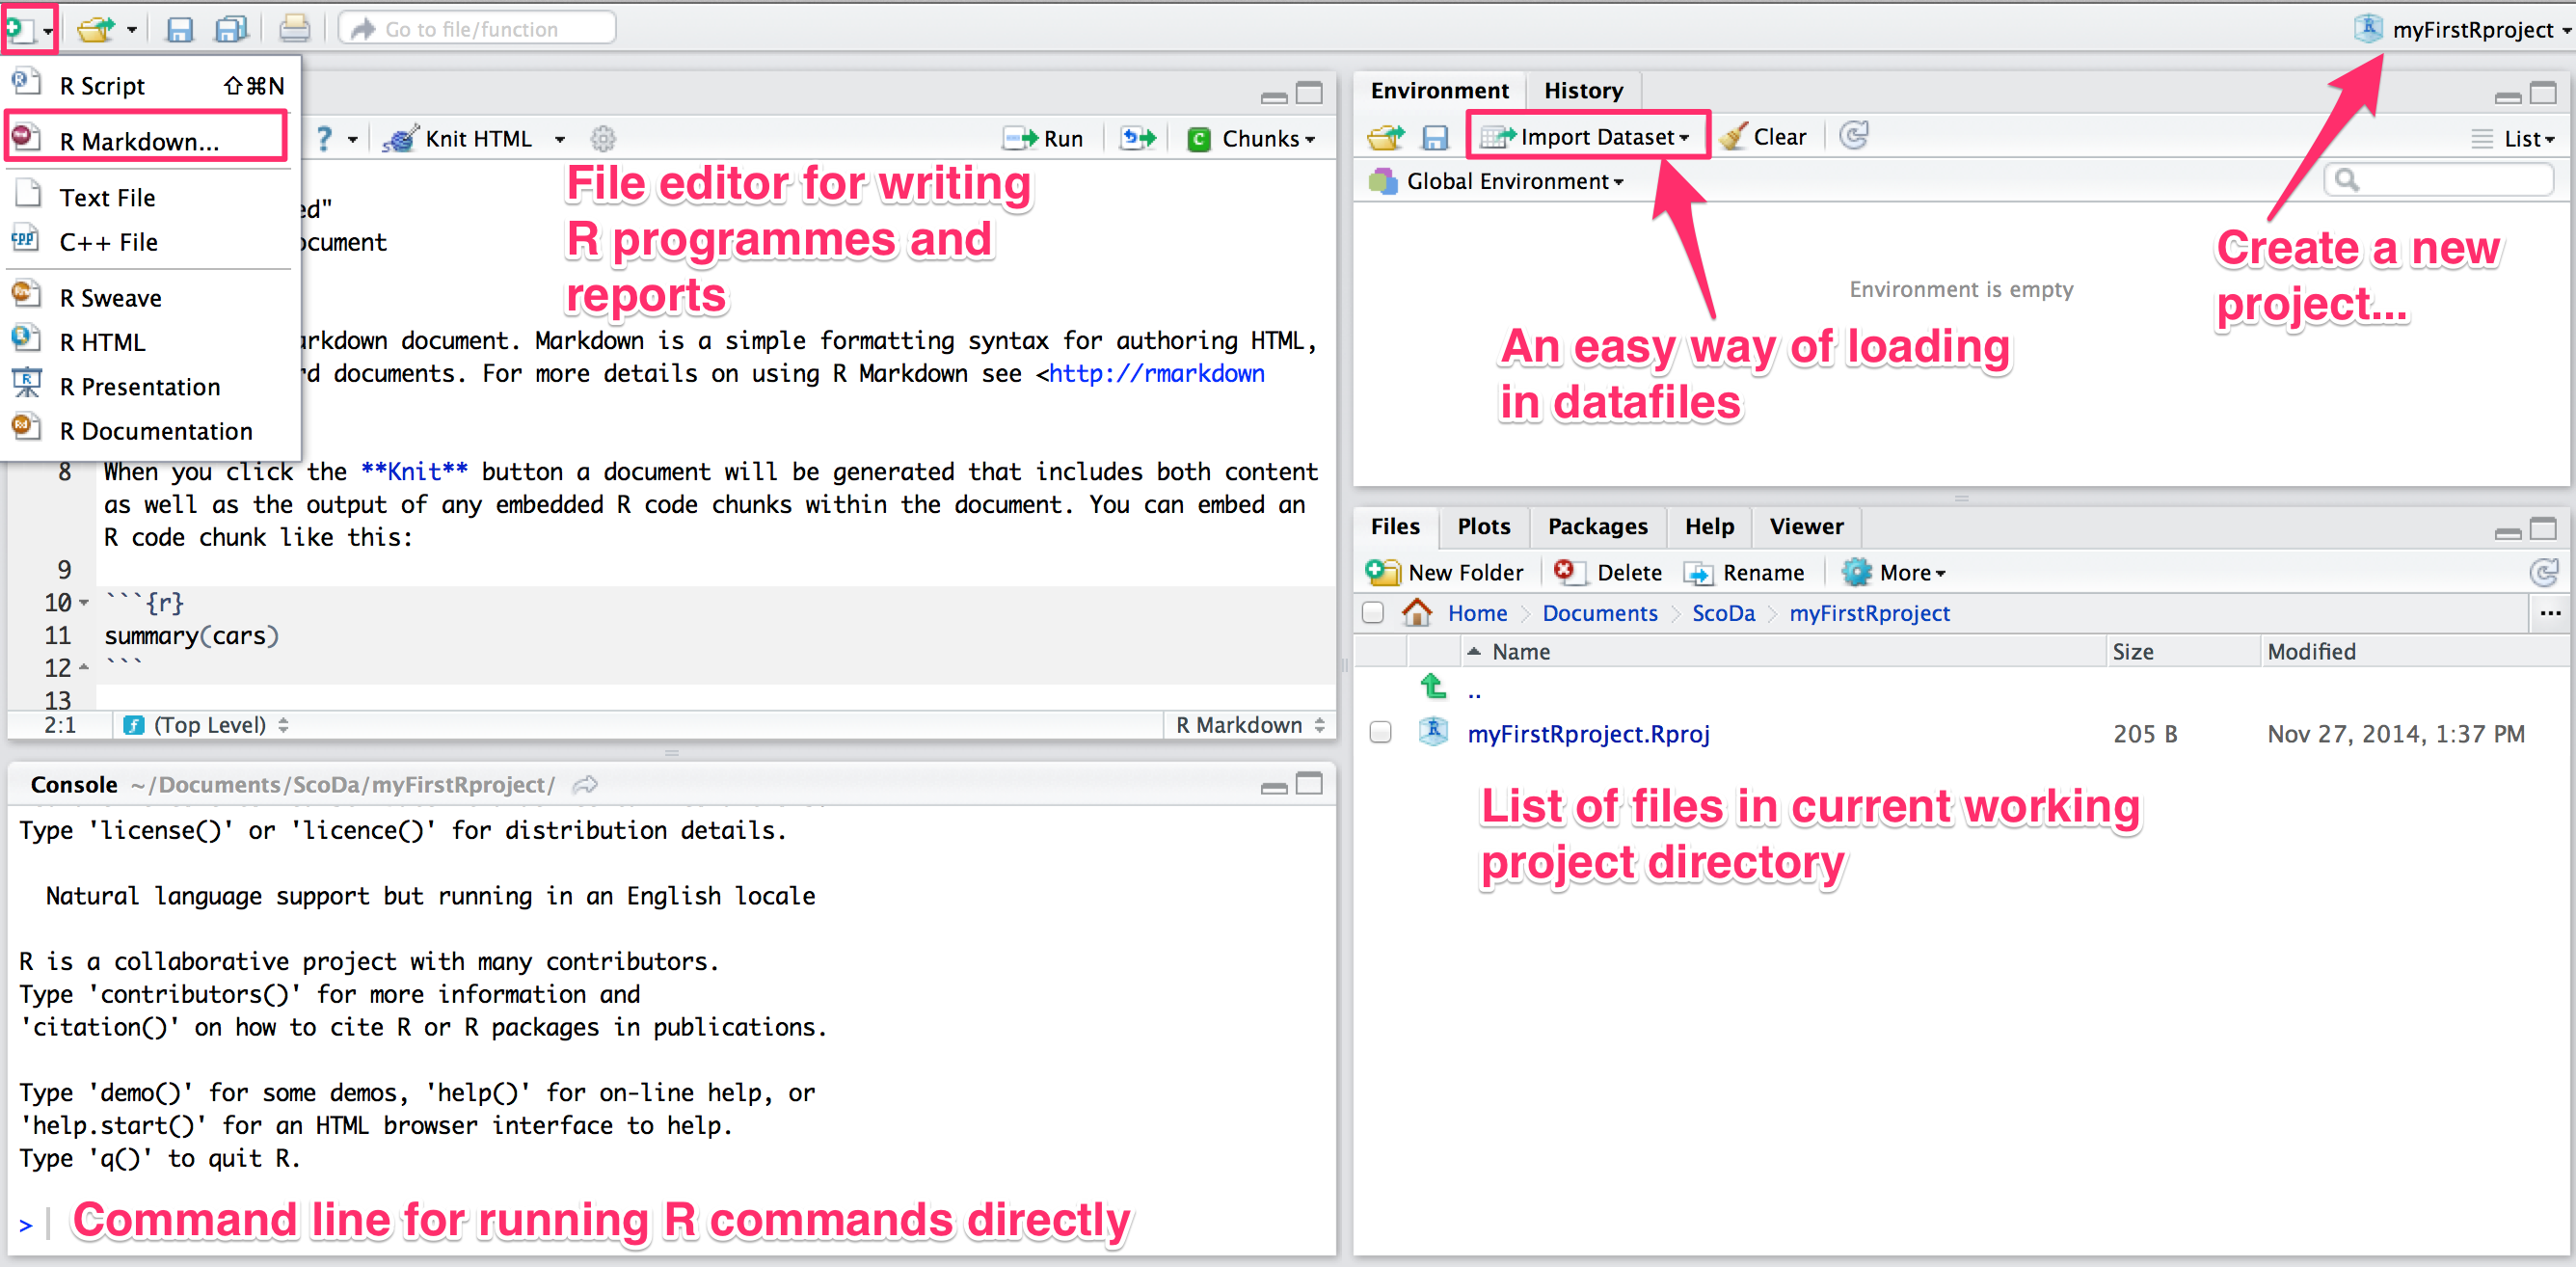 Go to file/function
myFirstRproject
R Script ⇧⌘N
R Markdown...
Text File
C++ File
R Sweave
R HTML
R Presentation
R Documentation
? Knit HTML
Run
Chunks
File editor for writing
R programmes and
reports
ed"
ocument
arkdown document. Markdown is a simple formatting syntax for authoring HTML,
rd documents. For more details on using R Markdown see <http://rmarkdown
8 When you click the **Knit** button a document will be generated that includes both content
as well as the output of any embedded R code chunks within the document. You can embed an
R code chunk like this:
9
10 ```{r}
11 summary(cars)
12 ```
13
2:1 (Top Level) R Markdown
Console ~/Documents/ScoDa/myFirstRproject/
Type 'license()' or 'licence()' for distribution details.
Natural language support but running in an English locale
R is a collaborative project with many contributors.
Type 'contributors()' for more information and
'citation()' on how to cite R or R packages in publications.
Type 'demo()' for some demos, 'help()' for on-line help, or
'help.start()' for an HTML browser interface to help.
Type 'q()' to quit R.
> Command line for running R commands directly
Environment History
Import Dataset Clear List
Global Environment
Environment is empty
An easy way of loading
in datafiles
Create a new
project...
Files Plots Packages Help Viewer
New Folder Delete Rename More
Home Documents ScoDa myFirstRproject ...
Name Size Modified
..
myFirstRproject.Rproj 205 B Nov 27, 2014, 1:37 PM
List of files in current working
project directory